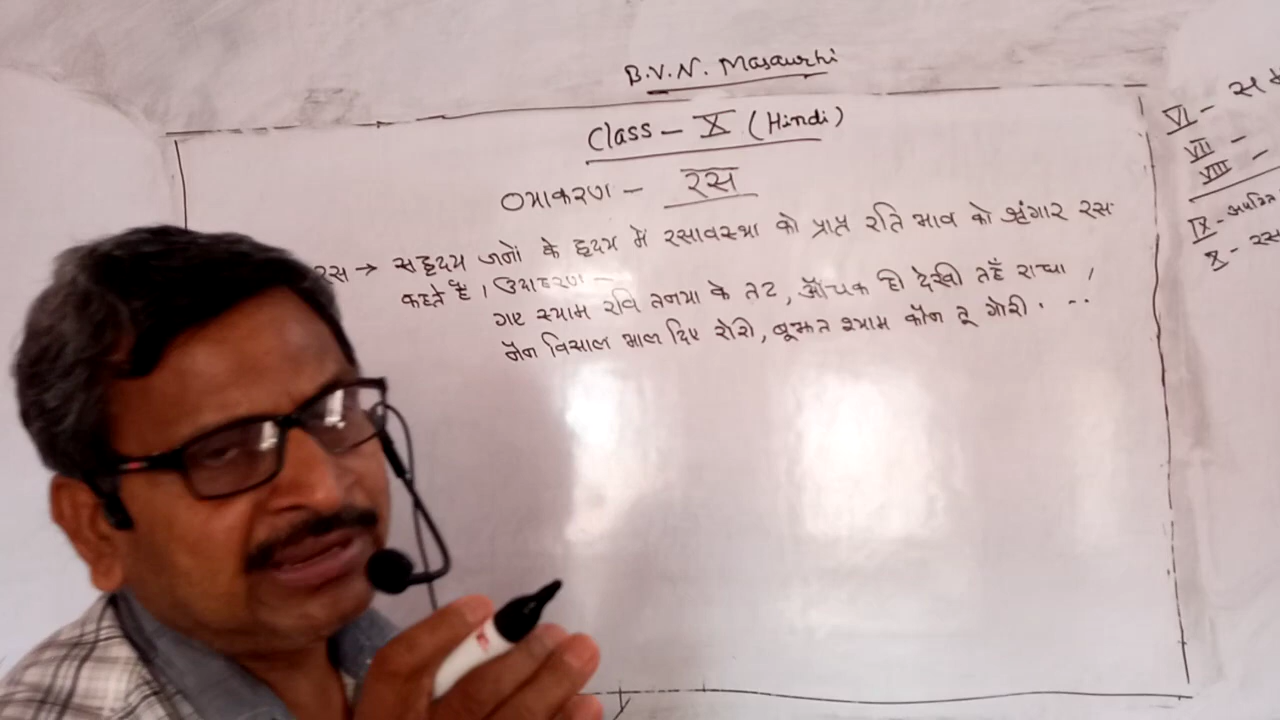 B.V.N. Masaurhi
Class - X (Hindi)
व्याकरण - रस
रस → सहृदय जनों के हृदय में रसावस्था को प्राप्त रति भाव को श्रृंगार रस
कहते हैं। उदाहरण -
गए स्याम रवि तनया के तट, औचक ही देखी तहँ राधा ।
नैन विसाल भाल दिए रोरी, बूझत श्याम कौन तू गोरी. ..
VI -
VII -
VIII -
IX -
X - रस